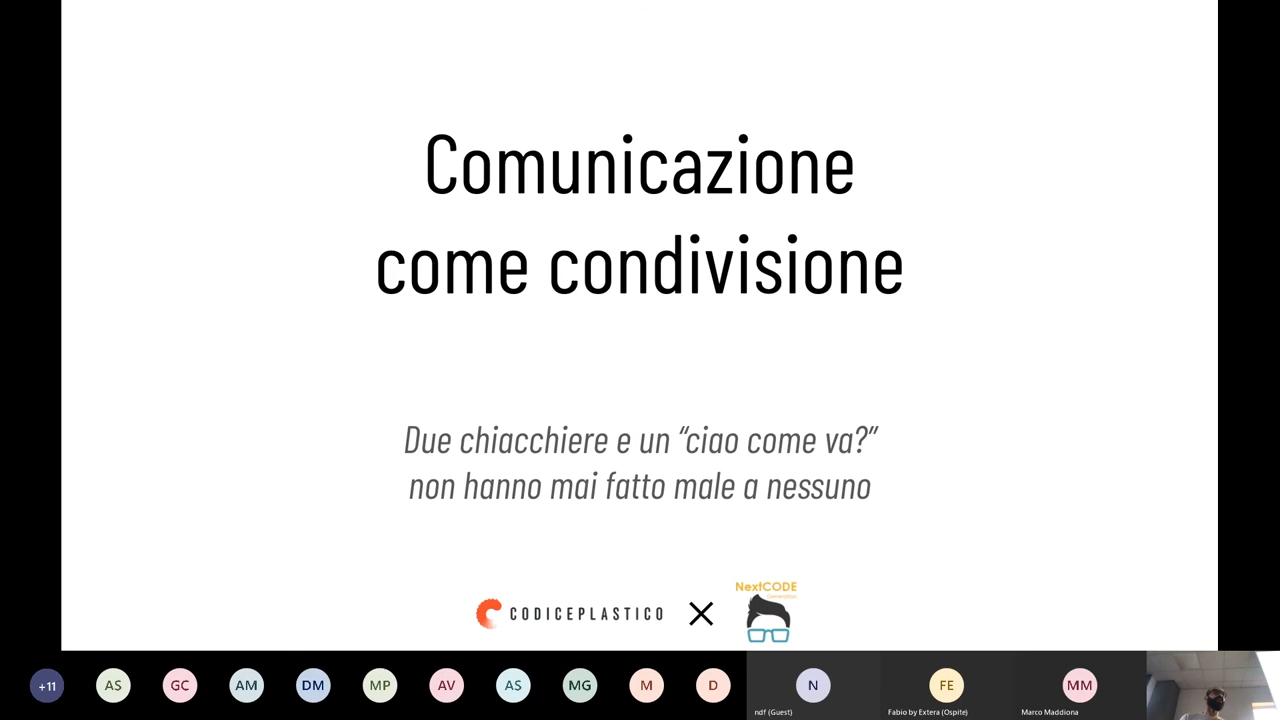 Comunicazione
come condivisione
Due chiacchiere e un “ciao come va?”
non hanno mai fatto male a nessuno
CODICEPLASTICO
NextCODE
+11
AS
GC
AM
DM
MP
AV
AS
MG
M
D
N
FE
MM
ndf (Guest)
Fabio by Extera (Ospite)
Marco Maddiona